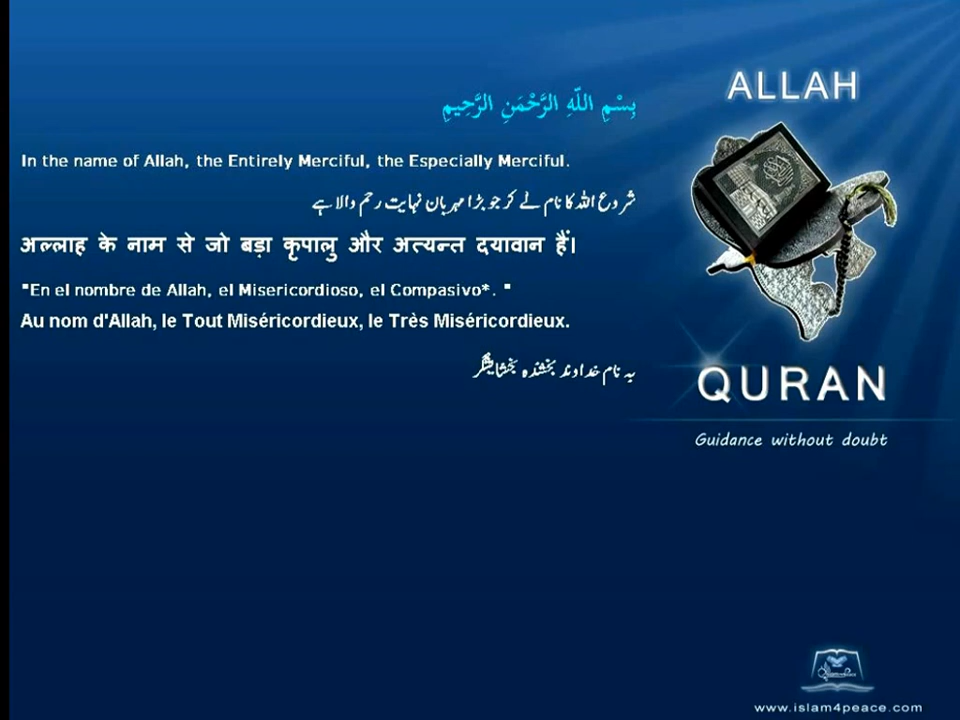 بِسْمِ اللّهِ الرَّحْمَنِ الرَّحِيمِ
In the name of Allah, the Entirely Merciful, the Especially Merciful.
شروع اللہ کا نام لے کر جو بڑا مہربان نہایت رحم والا ہے
अल्लाह के नाम से जो बड़ा कृपालु और अत्यन्त दयावान हैं।
"En el nombre de Allah, el Misericordioso, el Compasivo*. "
Au nom d'Allah, le Tout Miséricordieux, le Très Miséricordieux.
به نام خداوند بخشنده بخشایشگر
ALLAH
QURAN
Guidance without doubt
www.islam4peace.com